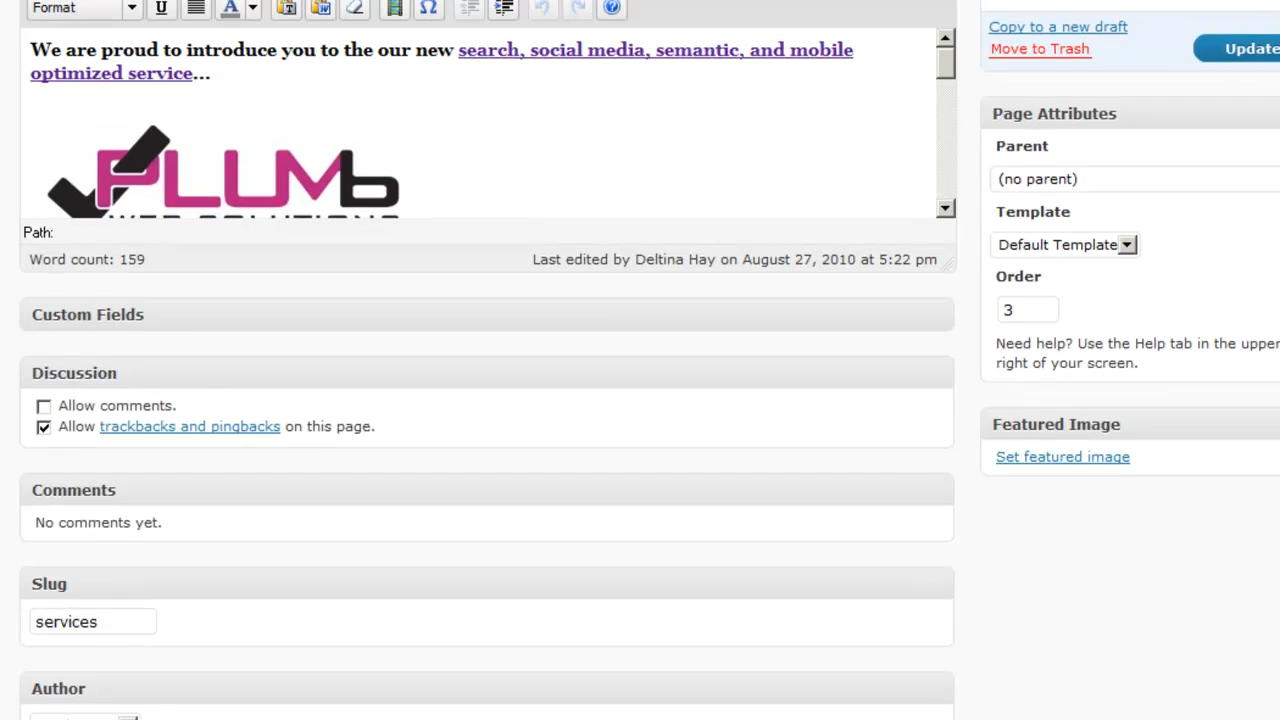 Format
Copy to a new draft
Move to Trash
Update
We are proud to introduce you to the our new search, social media, semantic, and mobile
optimized service...
PLUMb
Path:
Word count: 159
Last edited by Deltina Hay on August 27, 2010 at 5:22 pm
Page Attributes
Parent
(no parent)
Template
Default Template
Order
3
Need help? Use the Help tab in the upper
right of your screen.
Featured Image
Set featured image
Custom Fields
Discussion
Allow comments.
Allow trackbacks and pingbacks on this page.
Comments
No comments yet.
Slug
services
Author